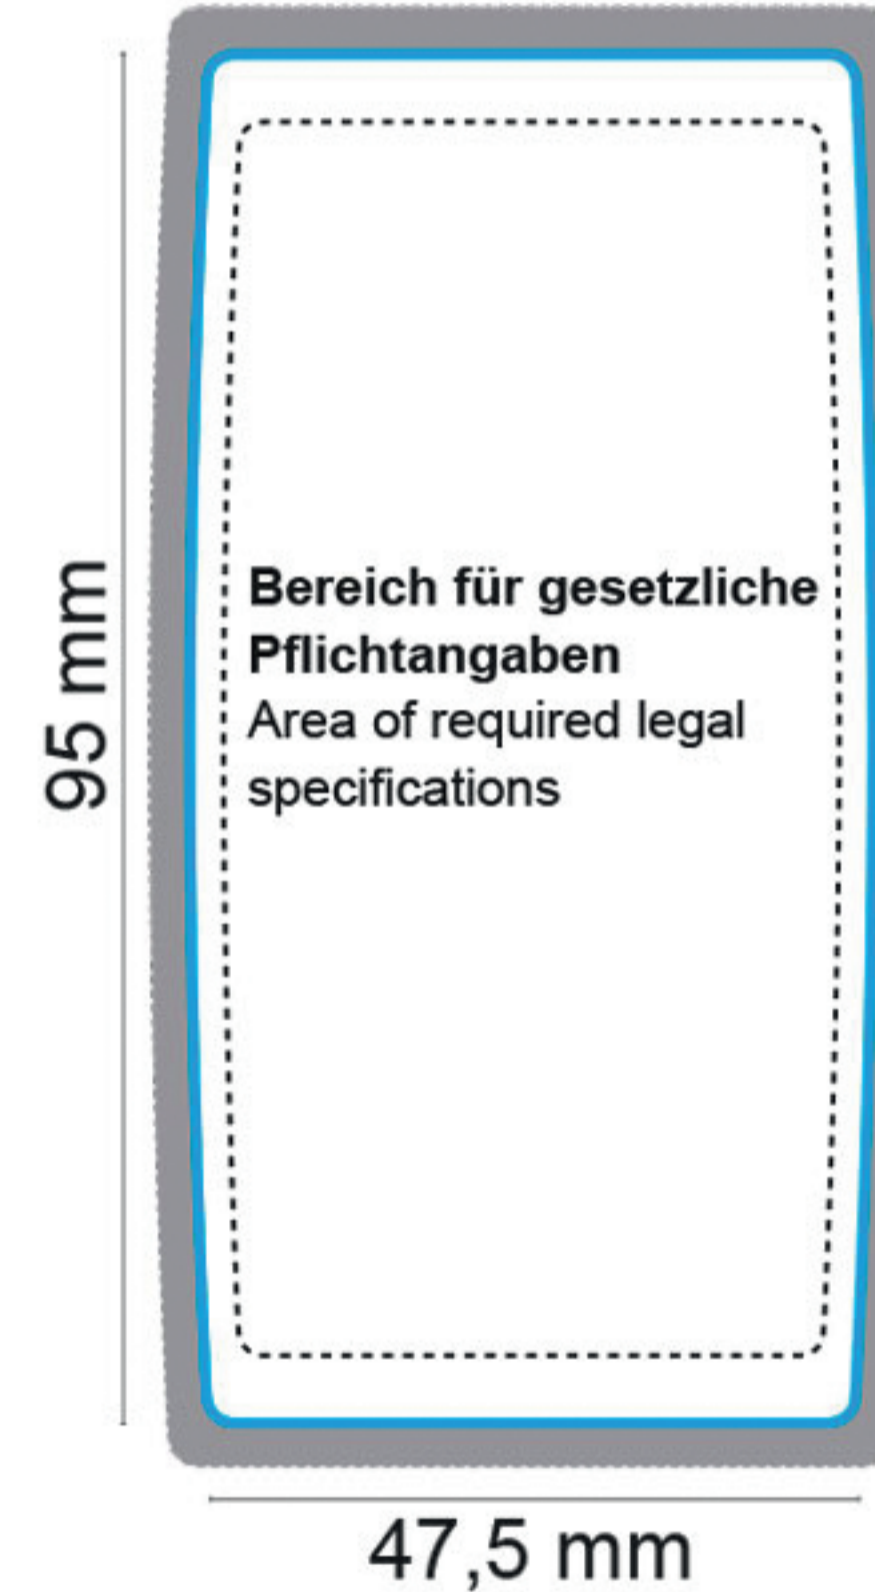 95 mm
Bereich für gesetzliche
Pflichtangaben
Area of required legal
specifications
47,5 mm